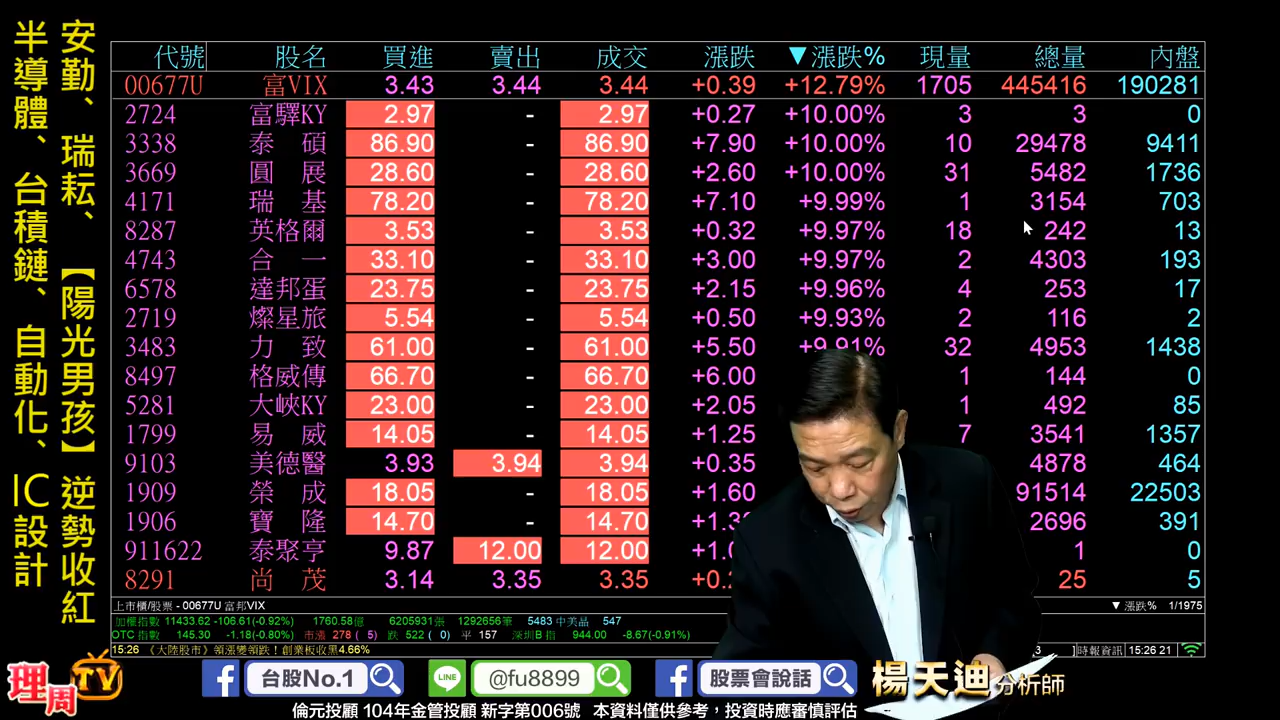 安勤、瑞耘、【陽光男孩】逆勢收紅
半導體、台積鏈、自動化、IC設計
代號 股名 買進 賣出 成交 漲跌 ▼漲跌% 現量 總量 內盤
00677U 富VIX 3.43 3.44 3.44 +0.39 +12.79% 1705 445416 190281
2724 富驛KY 2.97 - 2.97 +0.27 +10.00% 3 3 0
3338 泰碩 86.90 - 86.90 +7.90 +10.00% 10 29478 9411
3669 圓展 28.60 - 28.60 +2.60 +10.00% 31 5482 1736
4171 瑞基 78.20 - 78.20 +7.10 +9.99% 1 3154 703
8287 英格爾 3.53 - 3.53 +0.32 +9.97% 18 242 13
4743 合一 33.10 - 33.10 +3.00 +9.97% 2 4303 193
6578 達邦蛋 23.75 - 23.75 +2.15 +9.96% 4 253 17
2719 燦星旅 5.54 - 5.54 +0.50 +9.93% 2 116 2
3483 力致 61.00 - 61.00 +5.50 +9.91% 32 4953 1438
8497 格威傳 66.70 - 66.70 +6.00 1 144 0
5281 大峽KY 23.00 - 23.00 +2.05 1 492 85
1799 易威 14.05 - 14.05 +1.25 7 3541 1357
9103 美德醫 3.93 3.94 3.94 +0.35 4878 464
1909 榮成 18.05 - 18.05 +1.60 91514 22503
1906 寶隆 14.70 - 14.70 2696 391
911622 泰聚亨 9.87 12.00 12.00 1 0
8291 尚茂 3.14 3.35 3.35 25 5
上市櫃/股票 - 00677U 富邦VIX ▼ 漲跌% 1/1975
加權指數 11433.62 -106.61(-0.92%) 1760.58億 6205931張 1292656筆 5483 中美晶 547
OTC 指數 145.30 -1.18(-0.80%) 市漲 278 ( 5) 跌 522 ( 0) 平 157 深圳B 指 944.00 -8.67(-0.91%)
15:26 《大陸股市》領漲變領跌！創業板收黑4.66% 時報資訊 15:26:21
理周TV
台股No.1
LINE @fu8899
股票會說話
楊天迪 分析師
倫元投顧 104年金管投顧 新字第006號 本資料僅供參考，投資時應審慎評估